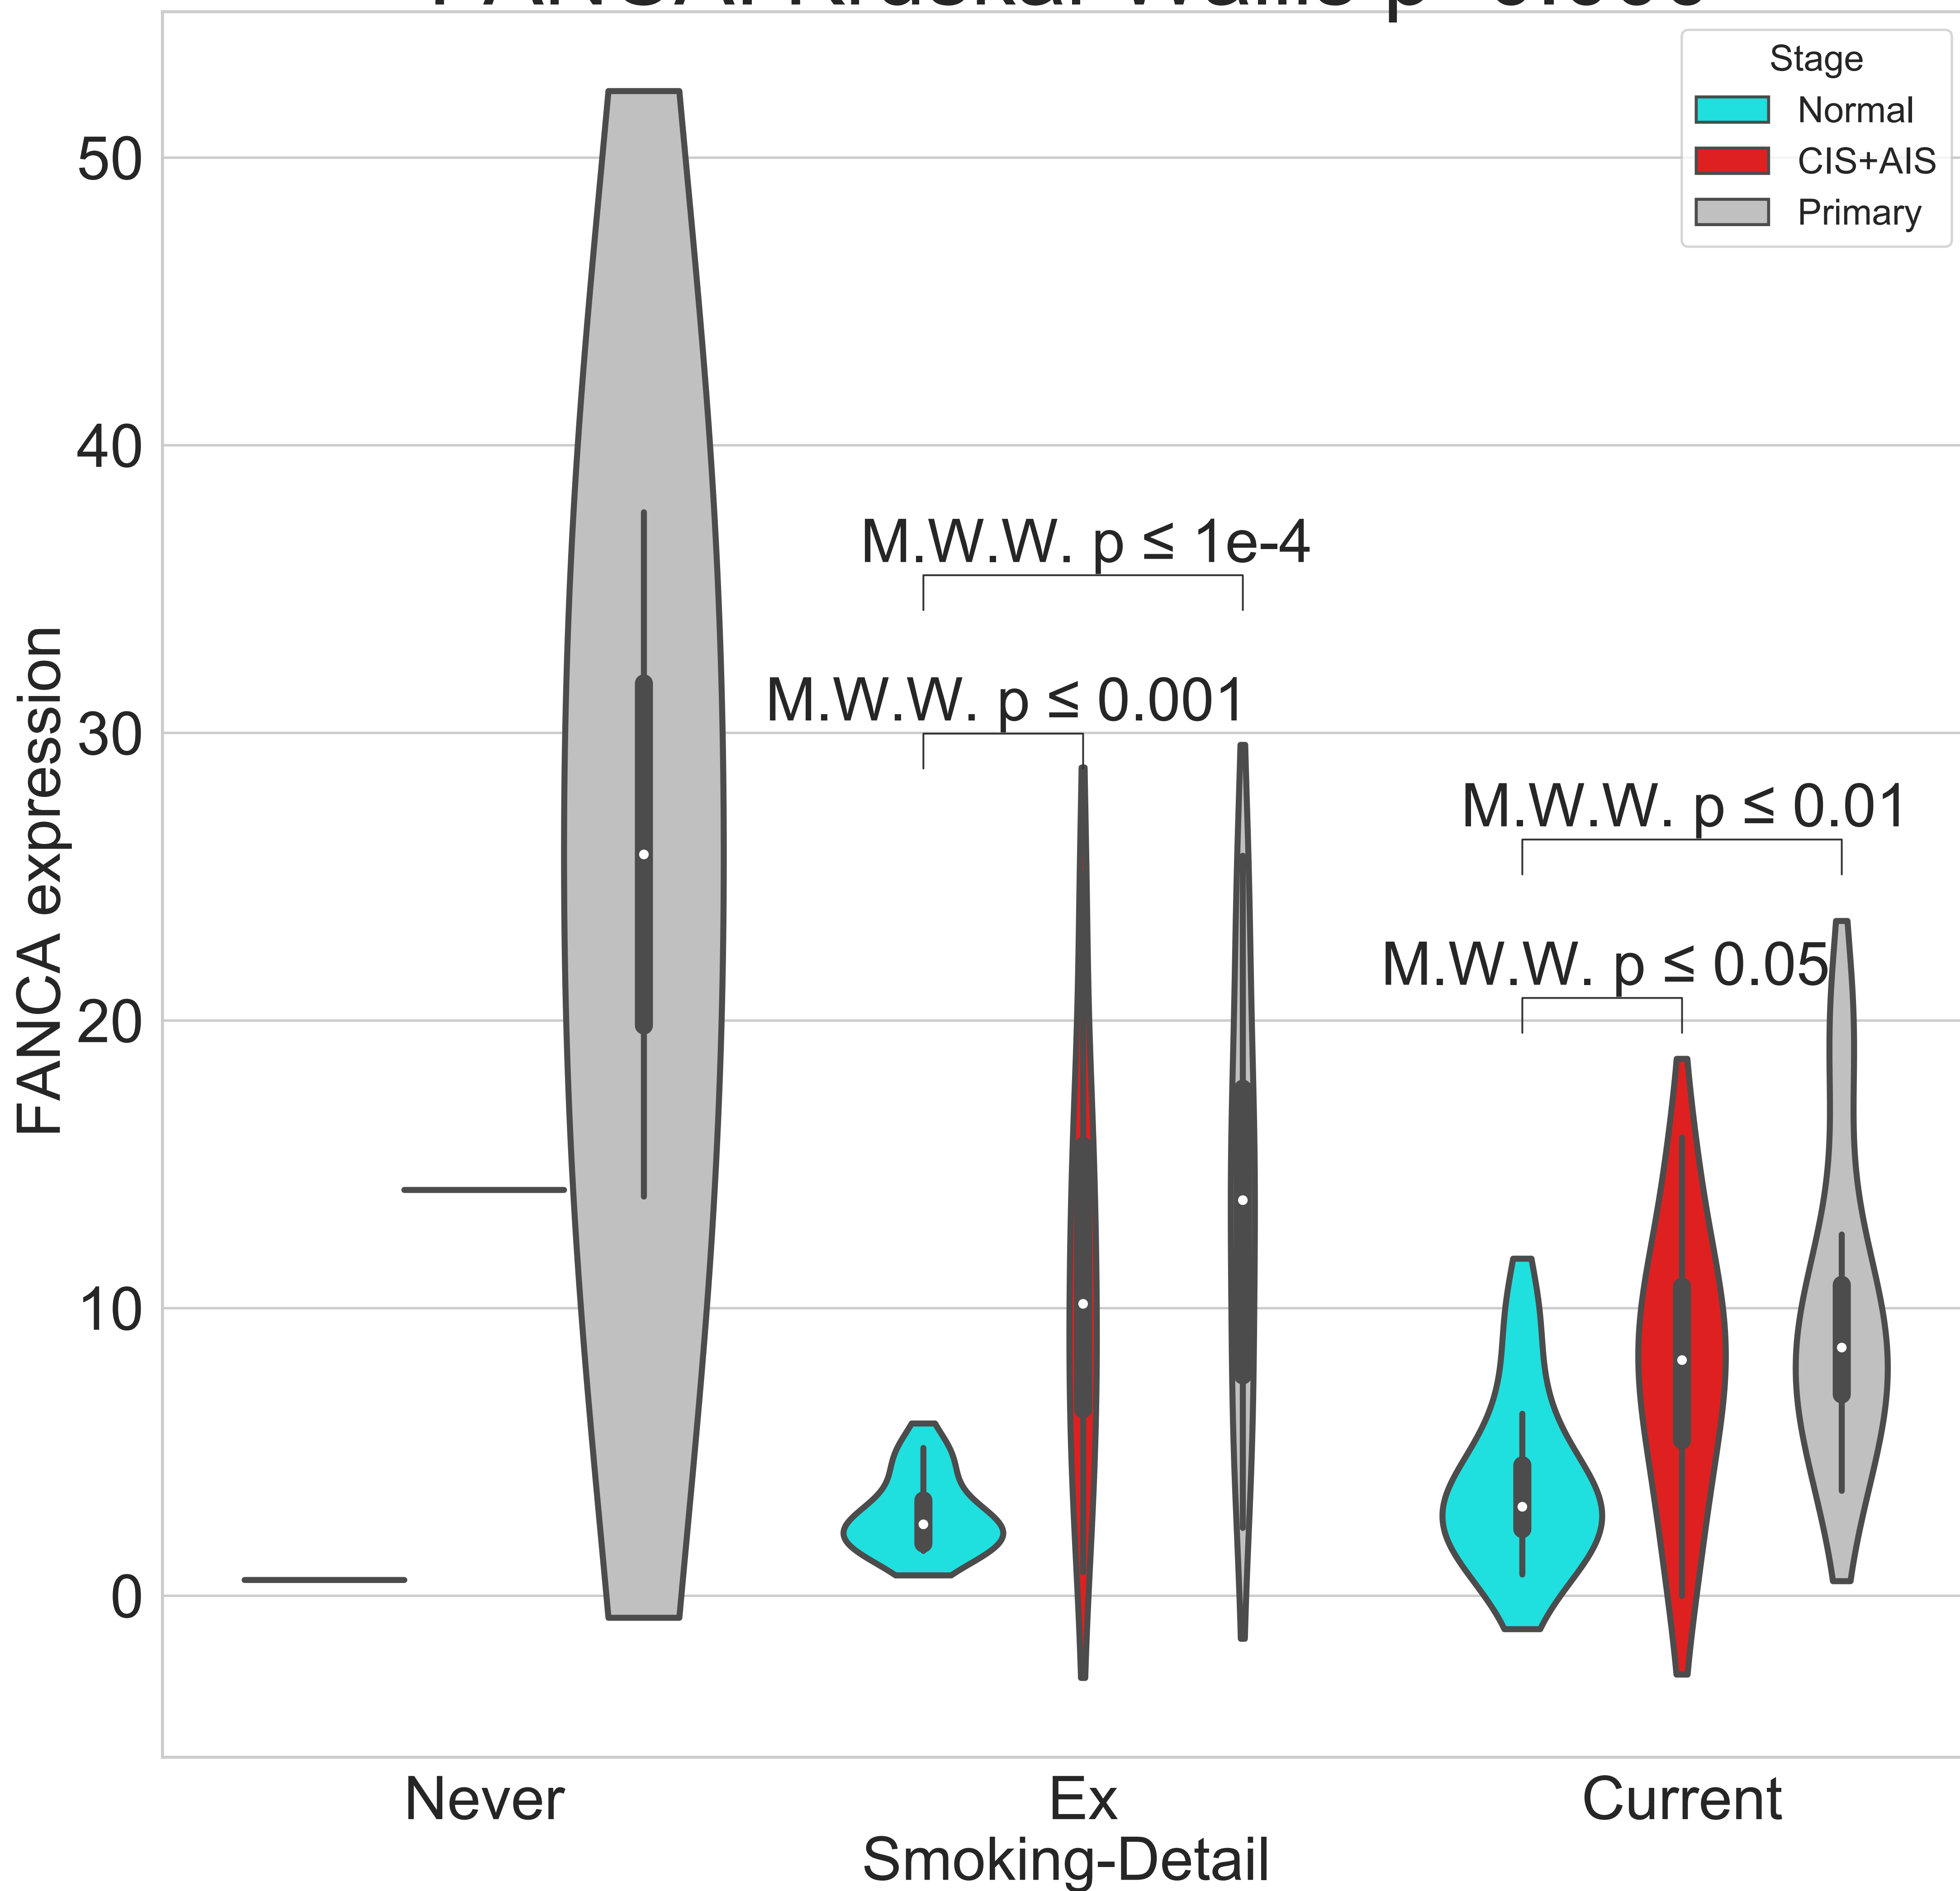 Stage
Normal
CIS+AIS
Primary
50
40
30
20
10
0
FANCA expression
M.W.W. p ≤ 1e-4
M.W.W. p ≤ 0.001
M.W.W. p ≤ 0.01
M.W.W. p ≤ 0.05
Never
Ex
Current
Smoking-Detail